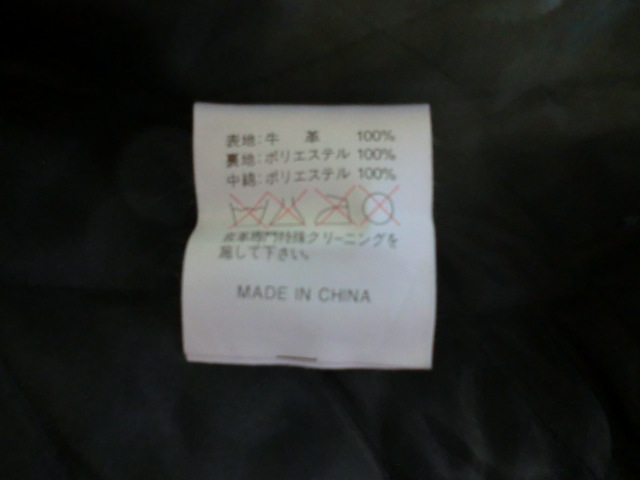 表地:牛 革 100%
裏地:ポリエステル 100%
中綿:ポリエステル 100%
皮革専門特殊クリーニングを
施して下さい。
MADE IN CHINA